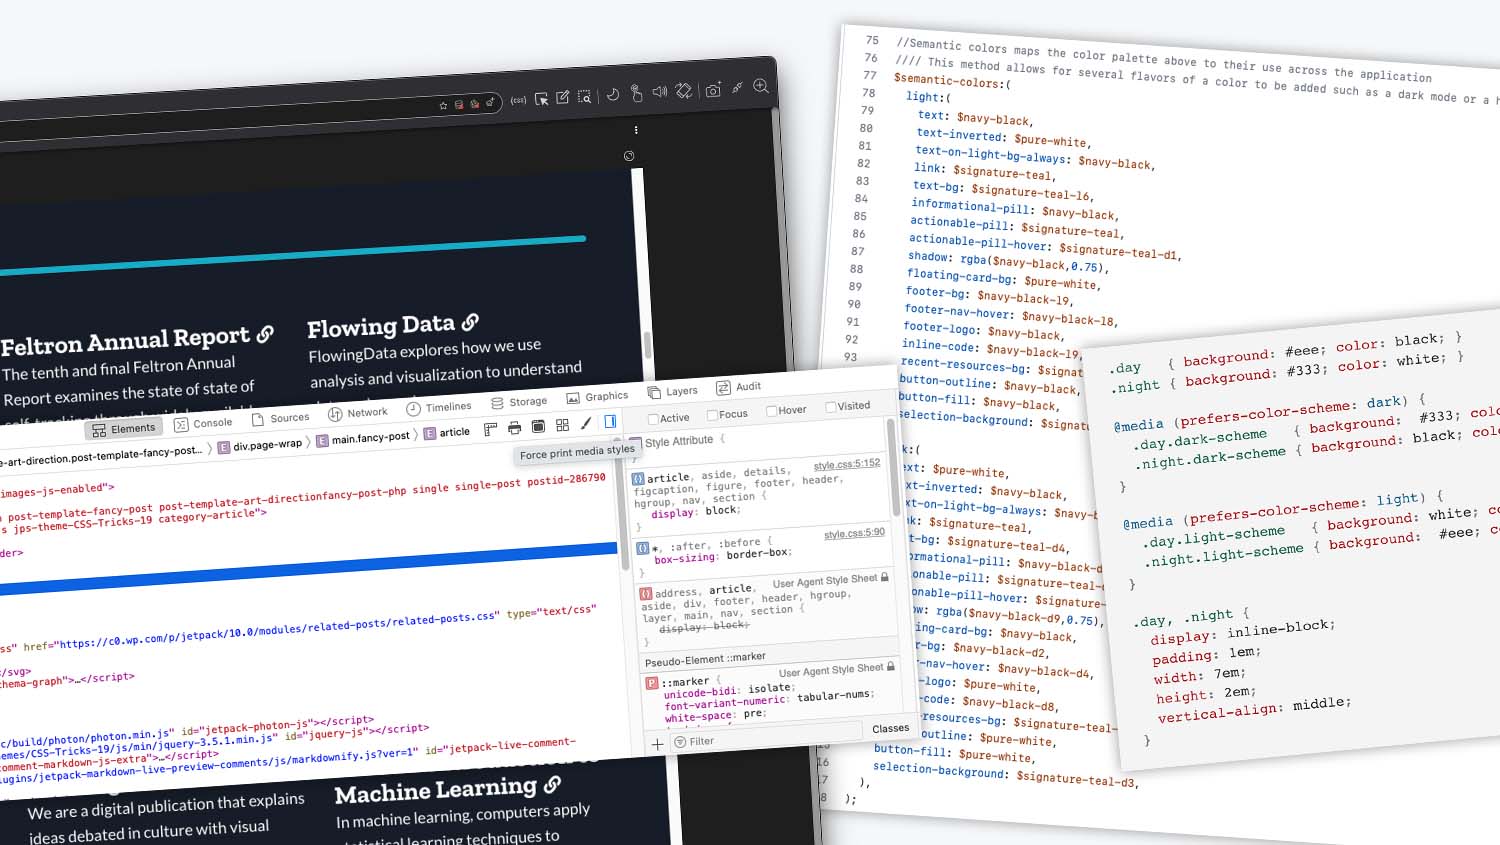 (css)
Feltron Annual Report
The tenth and final Feltron Annual
Report examines the state of state of
Flowing Data
FlowingData explores how we use
analysis and visualization to understand
Elements Console Sources Network Timelines Storage Graphics Layers Audit
e-art-direction.post-template-fancy-post… E div.page-wrap E main.fancy-post E article
Force print media styles
images-js-enabled">
post-template-fancy-post post-template-art-directionfancy-post-php single single-post postid-286790
s jps-theme-CSS-Tricks-19 category-article">
der>
ss" href="https://c0.wp.com/p/jetpack/10.0/modules/related-posts/related-posts.css" type="text/css"
</svg>
hema-graph">…</script>
c/build/photon/photon.min.js" id="jetpack-photon-js"></script>
hemes/CSS-Tricks-19/js/min/jquery-3.5.1.min.js" id="jquery-js"></script>
comment-markdown-js-extra">…</script>
lugins/jetpack-markdown-live-preview-comments/js/markdownify.js?ver=1" id="jetpack-live-comment-
Active Focus Hover Visited
Style Attribute {
}
article, aside, details,
figcaption, figure, footer, header,
hgroup, nav, section {
style.css:5:152
display: block;
}
*, :after, :before {
style.css:5:90
box-sizing: border-box;
}
address, article,
User Agent Style Sheet
aside, div, footer, header, hgroup,
layer, main, nav, section {
display: block;
}
Pseudo-Element ::marker
P ::marker {
User Agent Style Sheet
unicode-bidi: isolate;
font-variant-numeric: tabular-nums;
white-space: pre;
+ Filter
Classes
We are a digital publication that explains
ideas debated in culture with visual
Machine Learning
In machine learning, computers apply
statistical learning techniques to
75 //Semantic colors maps the color palette above to their use across the application
76 //// This method allows for several flavors of a color to be added such as a dark mode or a h
77 $semantic-colors:(
78 light:(
79 text: $navy-black,
80 text-inverted: $pure-white,
81 text-on-light-bg-always: $navy-black,
82 link: $signature-teal,
83 text-bg: $signature-teal-l6,
84 informational-pill: $navy-black,
85 actionable-pill: $signature-teal,
86 actionable-pill-hover: $signature-teal-d1,
87 shadow: rgba($navy-black,0.75),
88 floating-card-bg: $pure-white,
89 footer-bg: $navy-black-l9,
90 footer-nav-hover: $navy-black-l8,
91 footer-logo: $navy-black,
92 inline-code: $navy-black-l9,
93 recent-resources-bg: $signat
button-outline: $navy-black,
button-fill: $navy-black,
selection-background: $signatu
k:(
ext: $pure-white,
xt-inverted: $navy-black,
xt-on-light-bg-always: $navy-b
nk: $signature-teal,
t-bg: $signature-teal-d4,
formational-pill: $navy-black-d
onable-pill: $signature-teal-
onable-pill-hover: $signature-
ow: rgba($navy-black-d9,0.75),
ing-card-bg: $navy-black,
r-bg: $navy-black-d2,
r-nav-hover: $navy-black-d4,
-logo: $pure-white,
-code: $navy-black-d8,
resources-bg: $signature-teal-
outline: $pure-white,
button-fill: $pure-white,
selection-background: $signature-teal-d3,
),
);
.day { background: #eee; color: black; }
.night { background: #333; color: white; }
@media (prefers-color-scheme: dark) {
.day.dark-scheme { background: #333; co
.night.dark-scheme { background: black; co
}
@media (prefers-color-scheme: light) {
.day.light-scheme { background: white; co
.night.light-scheme { background: #eee; c
}
.day, .night {
display: inline-block;
padding: 1em;
width: 7em;
height: 2em;
vertical-align: middle;
}